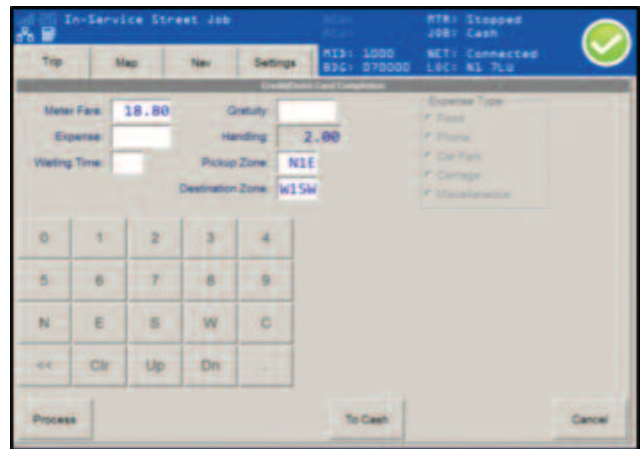 In-Service Street Job
MTR: Stopped
JOB: Cash
Trip Map Nav Settings
MID: 1000 NET: Connected
BDG: 070000 LOC: N1 7LU
Credit/Debit Card Completion
Meter Fare: 18.80 Gratuity:
Expense: Handling: 2.00
Waiting Time: Pickup Zone: N1E
Destination Zone: W1SW
Expense Type
Food
Phone
Car Park
Carriage
Miscellaneous
0 1 2 3 4
5 6 7 8 9
N E S W C
<< Clr Up Dn .
Process To Cash Cancel